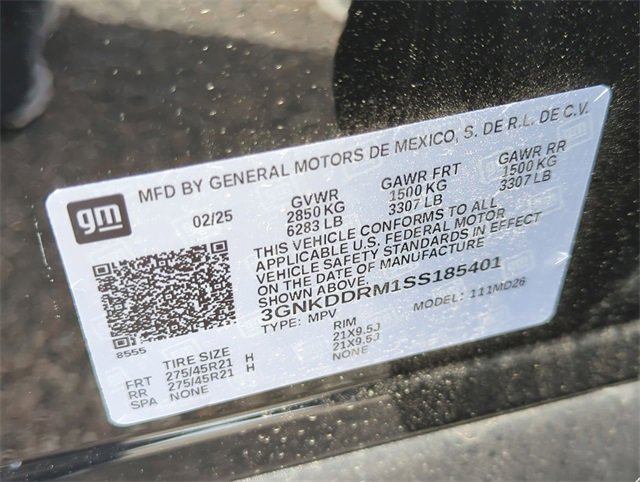 gm
MFD BY GENERAL MOTORS DE MEXICO, S. DE R.L. DE C.V.
02/25
GVWR
2850 KG
6283 LB
GAWR FRT
1500 KG
3307 LB
GAWR RR
1500 KG
3307 LB
THIS VEHICLE CONFORMS TO ALL
APPLICABLE U.S. FEDERAL MOTOR
VEHICLE SAFETY STANDARDS IN EFFECT
ON THE DATE OF MANUFACTURE
SHOWN ABOVE.
3GNKDDRM1SS185401
TYPE: MPV MODEL: 111MD26
8555
TIRE SIZE RIM
FRT 275/45R21 H 21X9.5J
RR 275/45R21 H 21X9.5J
SPA NONE NONE